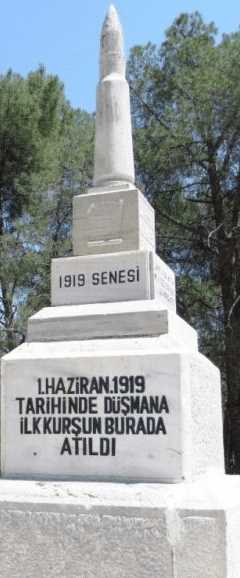 1919 SENESİ
1.HAZİRAN.1919
TARİHİNDE DÜŞMANA
İLK KURŞUN BURADA
ATILDI